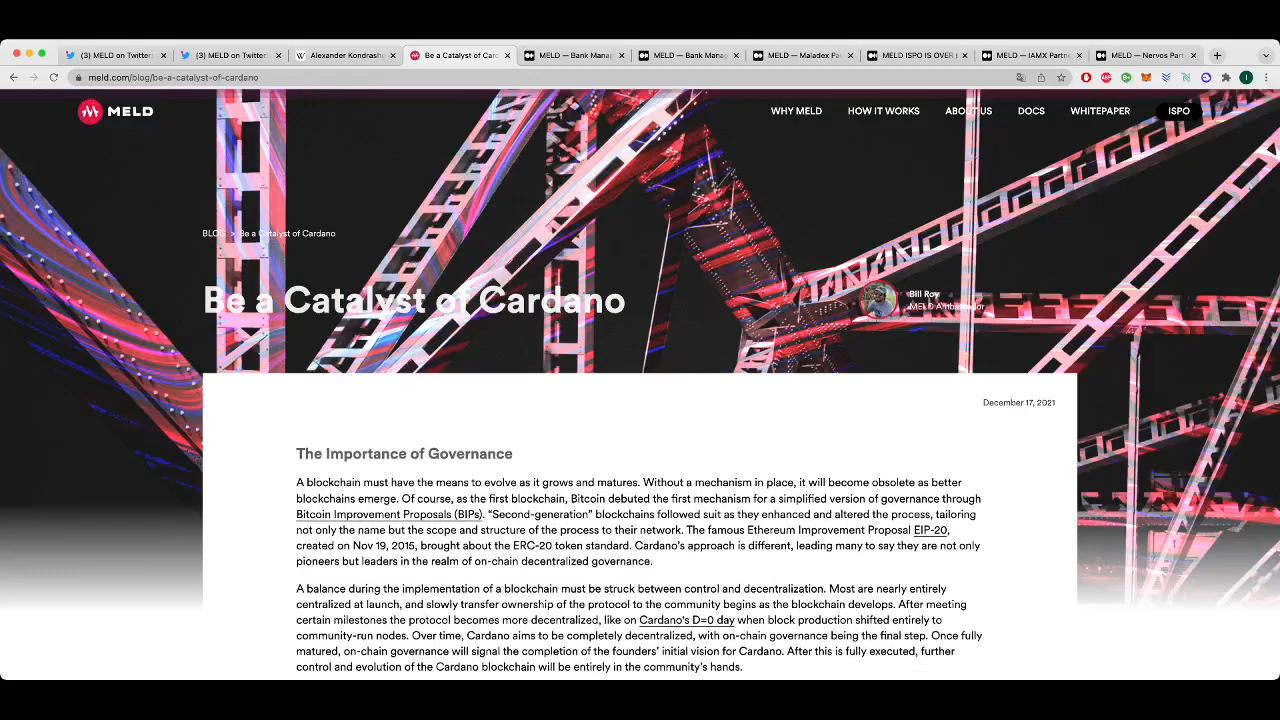 (3) MELD on Twitter:
(3) MELD on Twitter:
Alexander Kondrashov
Be a Catalyst of Card
MELD — Bank Manaj
MELD — Bank Manaj
MELD — Maladex Pa
MELD ISPO IS OVER
MELD — IAMX Partn
MELD — Nervos Part
meld.com/blog/be-a-catalyst-of-cardano
MELD
WHY MELD
HOW IT WORKS
ABOUT US
DOCS
WHITEPAPER
ISPO
BLOG > Be a Catalyst of Cardano
Be a Catalyst of Cardano
Bill Roy
MELD Ambassador
December 17, 2021
The Importance of Governance
A blockchain must have the means to evolve as it grows and matures. Without a mechanism in place, it will become obsolete as better
blockchains emerge. Of course, as the first blockchain, Bitcoin debuted the first mechanism for a simplified version of governance through
Bitcoin Improvement Proposals (BIPs). “Second-generation” blockchains followed suit as they enhanced and altered the process, tailoring
not only the name but the scope and structure of the process to their network. The famous Ethereum Improvement Proposal EIP-20,
created on Nov 19, 2015, brought about the ERC-20 token standard. Cardano's approach is different, leading many to say they are not only
pioneers but leaders in the realm of on-chain decentralized governance.
A balance during the implementation of a blockchain must be struck between control and decentralization. Most are nearly entirely
centralized at launch, and slowly transfer ownership of the protocol to the community begins as the blockchain develops. After meeting
certain milestones the protocol becomes more decentralized, like on Cardano's D=0 day when block production shifted entirely to
community-run nodes. Over time, Cardano aims to be completely decentralized, with on-chain governance being the final step. Once fully
matured, on-chain governance will signal the completion of the founders' initial vision for Cardano. After this is fully executed, further
control and evolution of the Cardano blockchain will be entirely in the community's hands.